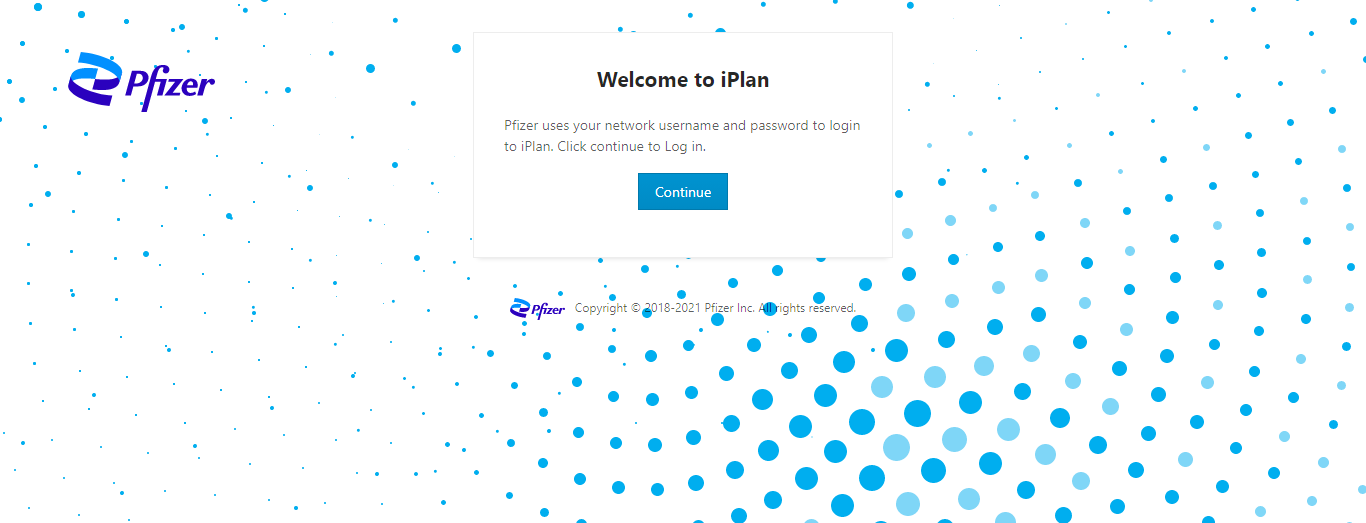 Pfizer
Welcome to iPlan
Pfizer uses your network username and password to login
to iPlan. Click continue to Log in.
Continue
Pfizer Copyright © 2018-2021 Pfizer Inc. All rights reserved.